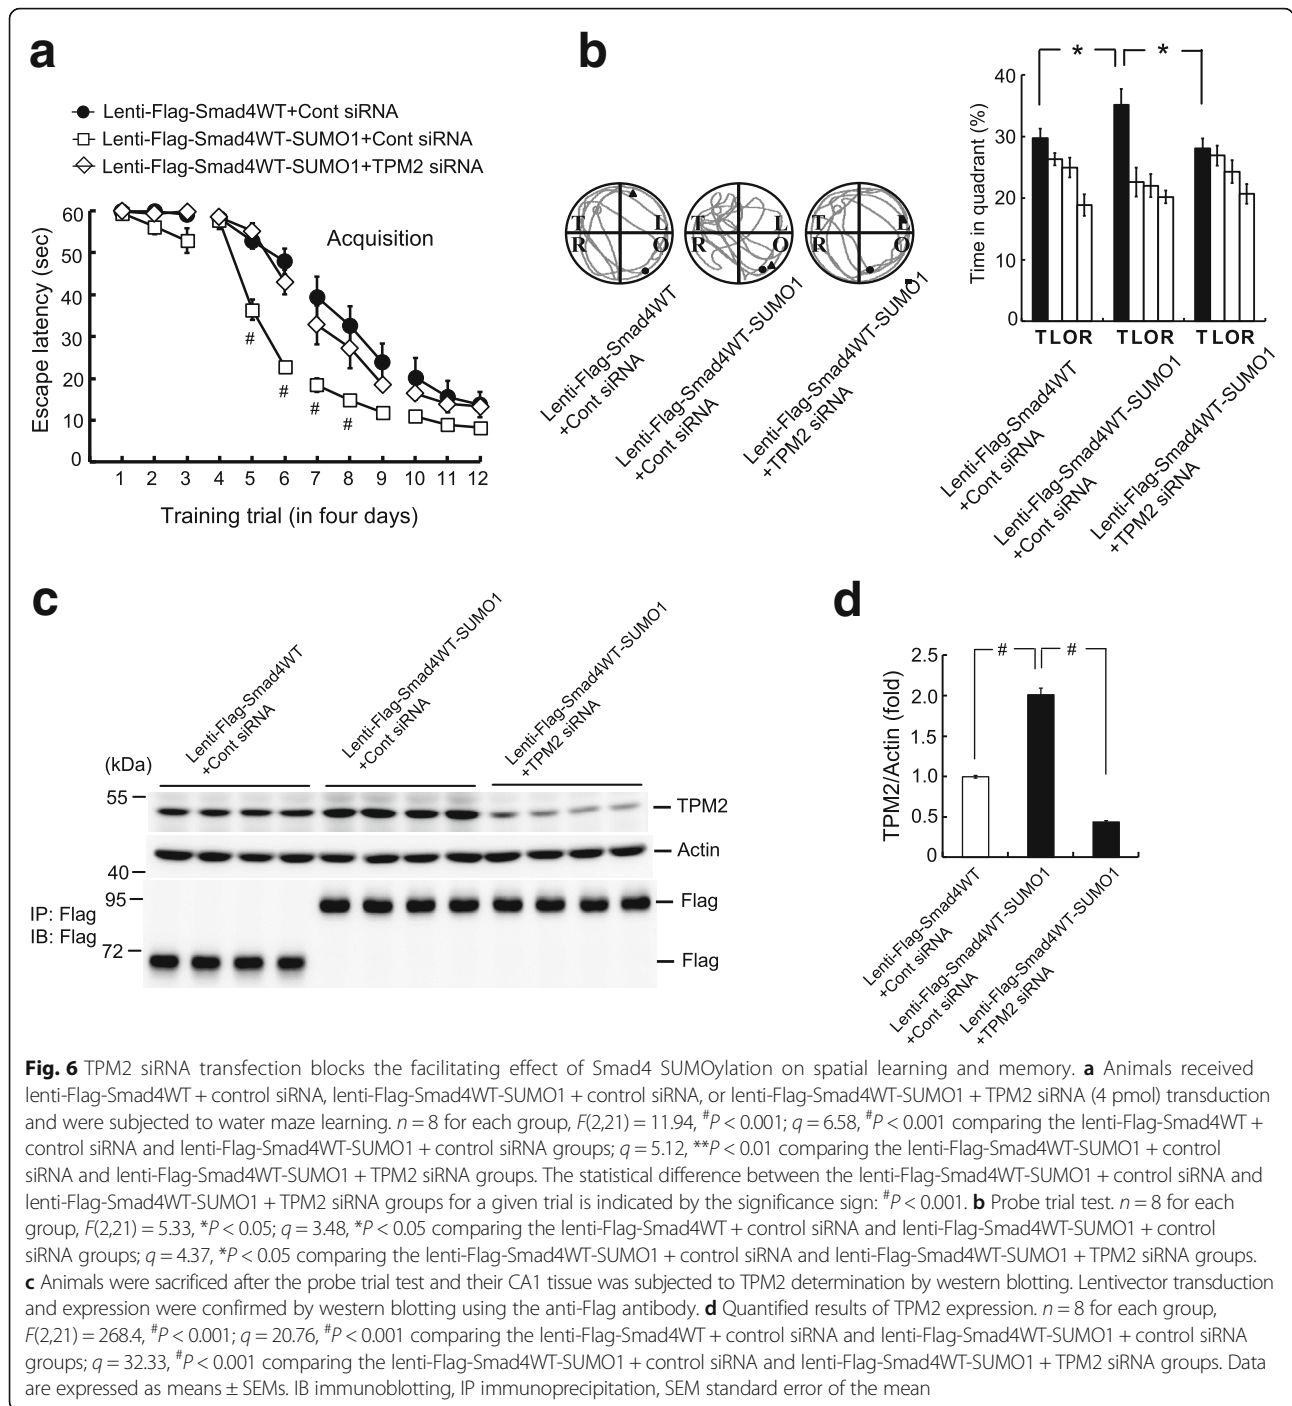 a
Lenti-Flag-Smad4WT+Cont siRNA
Lenti-Flag-Smad4WT-SUMO1+Cont siRNA
Lenti-Flag-Smad4WT-SUMO1+TPM2 siRNA
Acquisition
Escape latency (sec)
60
50
40
30
20
10
0
#
#
#
#
1 2 3 4 5 6 7 8 9 10 11 12
Training trial (in four days)
b
T L
R O
T L
R O
T L
R O
Lenti-Flag-Smad4WT
+Cont siRNA
Lenti-Flag-Smad4WT-SUMO1
+Cont siRNA
Lenti-Flag-Smad4WT-SUMO1
+TPM2 siRNA
* *
Time in quadrant (%)
40
30
20
10
0
TLOR TLOR TLOR
Lenti-Flag-Smad4WT
+Cont siRNA
Lenti-Flag-Smad4WT-SUMO1
+Cont siRNA
Lenti-Flag-Smad4WT-SUMO1
+TPM2 siRNA
c
Lenti-Flag-Smad4WT
+Cont siRNA
Lenti-Flag-Smad4WT-SUMO1
+Cont siRNA
Lenti-Flag-Smad4WT-SUMO1
+TPM2 siRNA
(kDa)
55
TPM2
Actin
40
95
IP: Flag
IB: Flag
Flag
72
Flag
d
# #
TPM2/Actin (fold)
2.5
2.0
1.5
1.0
0.5
0
Lenti-Flag-Smad4WT
+Cont siRNA
Lenti-Flag-Smad4WT-SUMO1
+Cont siRNA
Lenti-Flag-Smad4WT-SUMO1
+TPM2 siRNA
Fig. 6 TPM2 siRNA transfection blocks the facilitating effect of Smad4 SUMOylation on spatial learning and memory. a Animals received
lenti-Flag-Smad4WT + control siRNA, lenti-Flag-Smad4WT-SUMO1 + control siRNA, or lenti-Flag-Smad4WT-SUMO1 + TPM2 siRNA (4 pmol) transduction
and were subjected to water maze learning. n = 8 for each group, F(2,21) = 11.94, #P < 0.001; q = 6.58, #P < 0.001 comparing the lenti-Flag-Smad4WT +
control siRNA and lenti-Flag-Smad4WT-SUMO1 + control siRNA groups; q = 5.12, **P < 0.01 comparing the lenti-Flag-Smad4WT-SUMO1 + control
siRNA and lenti-Flag-Smad4WT-SUMO1 + TPM2 siRNA groups. The statistical difference between the lenti-Flag-Smad4WT-SUMO1 + control siRNA and
lenti-Flag-Smad4WT-SUMO1 + TPM2 siRNA groups for a given trial is indicated by the significance sign: #P < 0.001. b Probe trial test. n = 8 for each
group, F(2,21) = 5.33, *P < 0.05; q = 3.48, *P < 0.05 comparing the lenti-Flag-Smad4WT + control siRNA and lenti-Flag-Smad4WT-SUMO1 + control
siRNA groups; q = 4.37, *P < 0.05 comparing the lenti-Flag-Smad4WT-SUMO1 + control siRNA and lenti-Flag-Smad4WT-SUMO1 + TPM2 siRNA groups.
c Animals were sacrificed after the probe trial test and their CA1 tissue was subjected to TPM2 determination by western blotting. Lentivector transduction
and expression were confirmed by western blotting using the anti-Flag antibody. d Quantified results of TPM2 expression. n = 8 for each group,
F(2,21) = 268.4, #P < 0.001; q = 20.76, #P < 0.001 comparing the lenti-Flag-Smad4WT + control siRNA and lenti-Flag-Smad4WT-SUMO1 + control siRNA
groups; q = 32.33, #P < 0.001 comparing the lenti-Flag-Smad4WT-SUMO1 + control siRNA and lenti-Flag-Smad4WT-SUMO1 + TPM2 siRNA groups. Data
are expressed as means ± SEMs. IB immunoblotting, IP immunoprecipitation, SEM standard error of the mean